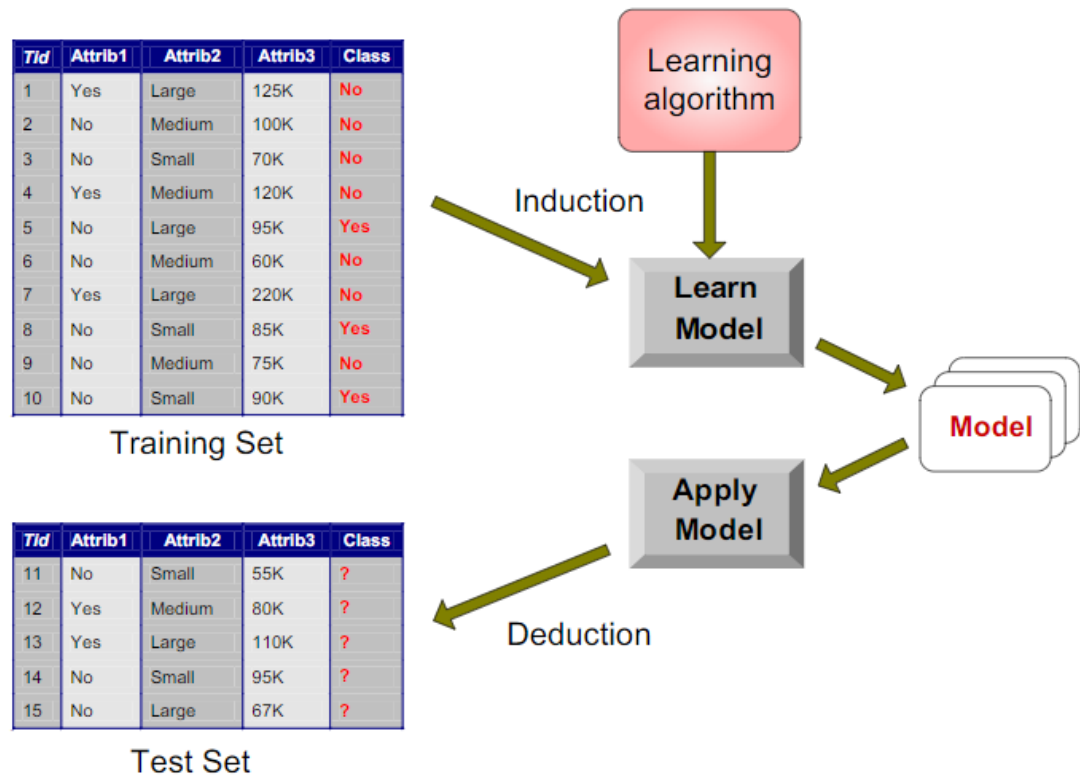 Tid Attrib1 Attrib2 Attrib3 Class
1 Yes Large 125K No
2 No Medium 100K No
3 No Small 70K No
4 Yes Medium 120K No
5 No Large 95K Yes
6 No Medium 60K No
7 Yes Large 220K No
8 No Small 85K Yes
9 No Medium 75K No
10 No Small 90K Yes
Training Set
Learning
algorithm
Induction
Learn
Model
Model
Apply
Model
Deduction
Tid Attrib1 Attrib2 Attrib3 Class
11 No Small 55K ?
12 Yes Medium 80K ?
13 Yes Large 110K ?
14 No Small 95K ?
15 No Large 67K ?
Test Set